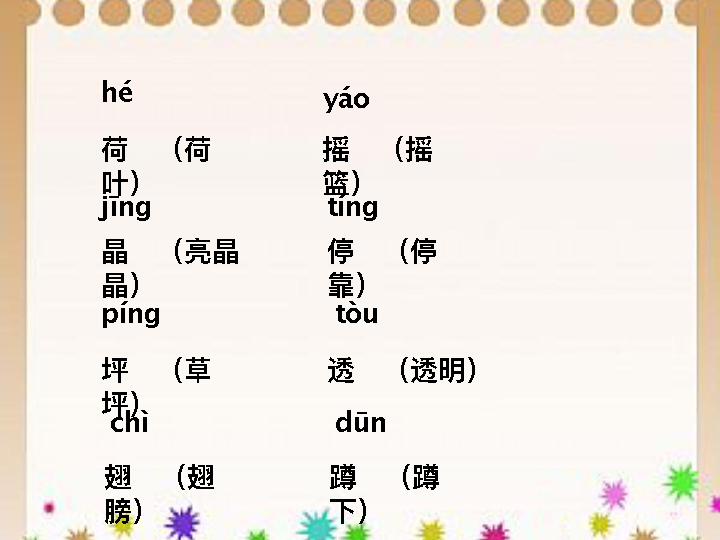 hé
yáo
荷 （荷
叶）
摇 （摇
篮）
jīng
tíng
晶 （亮晶
晶）
停 （停
靠）
píng
tòu
坪 （草
坪）
透 （透明）
chì
dūn
翅 （翅
膀）
蹲 （蹲
下）